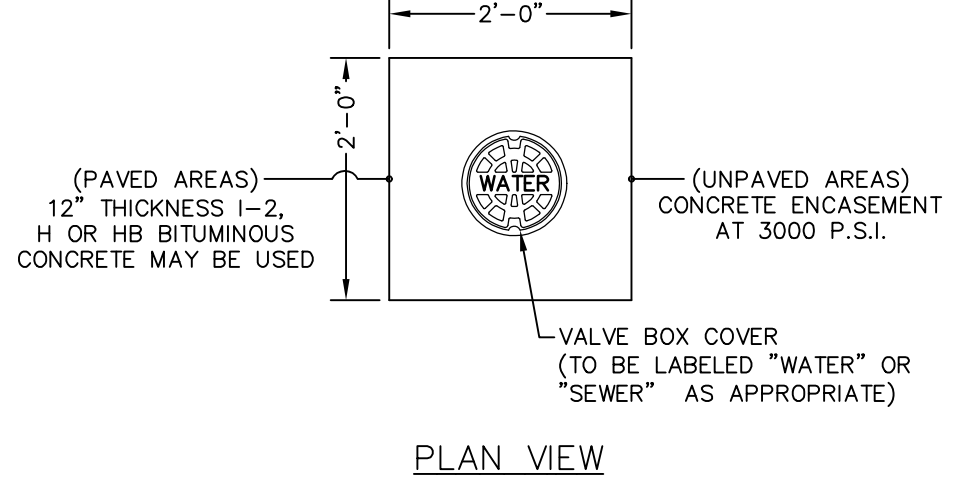 2'-0"
2'-0"
(PAVED AREAS)
12" THICKNESS I-2,
H OR HB BITUMINOUS
CONCRETE MAY BE USED
WATER
(UNPAVED AREAS)
CONCRETE ENCASEMENT
AT 3000 P.S.I.
VALVE BOX COVER
(TO BE LABELED "WATER" OR
"SEWER" AS APPROPRIATE)
PLAN VIEW